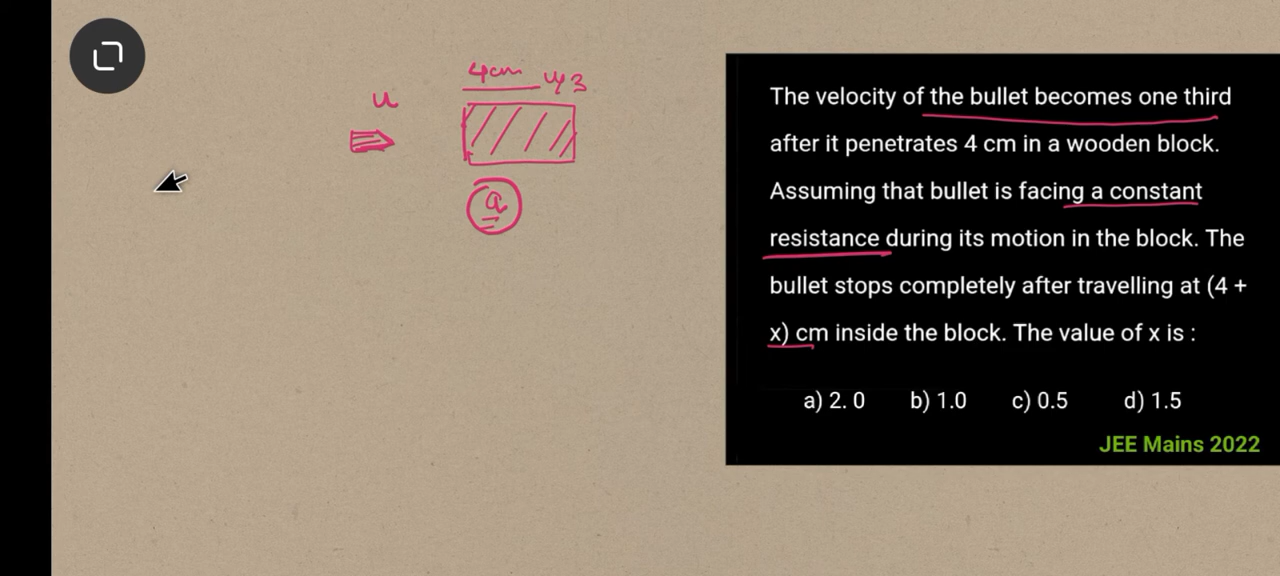 4cm u/3
u
a
The velocity of the bullet becomes one third
after it penetrates 4 cm in a wooden block.
Assuming that bullet is facing a constant
resistance during its motion in the block. The
bullet stops completely after travelling at (4 +
x) cm inside the block. The value of x is :
a) 2. 0 b) 1.0 c) 0.5 d) 1.5
JEE Mains 2022